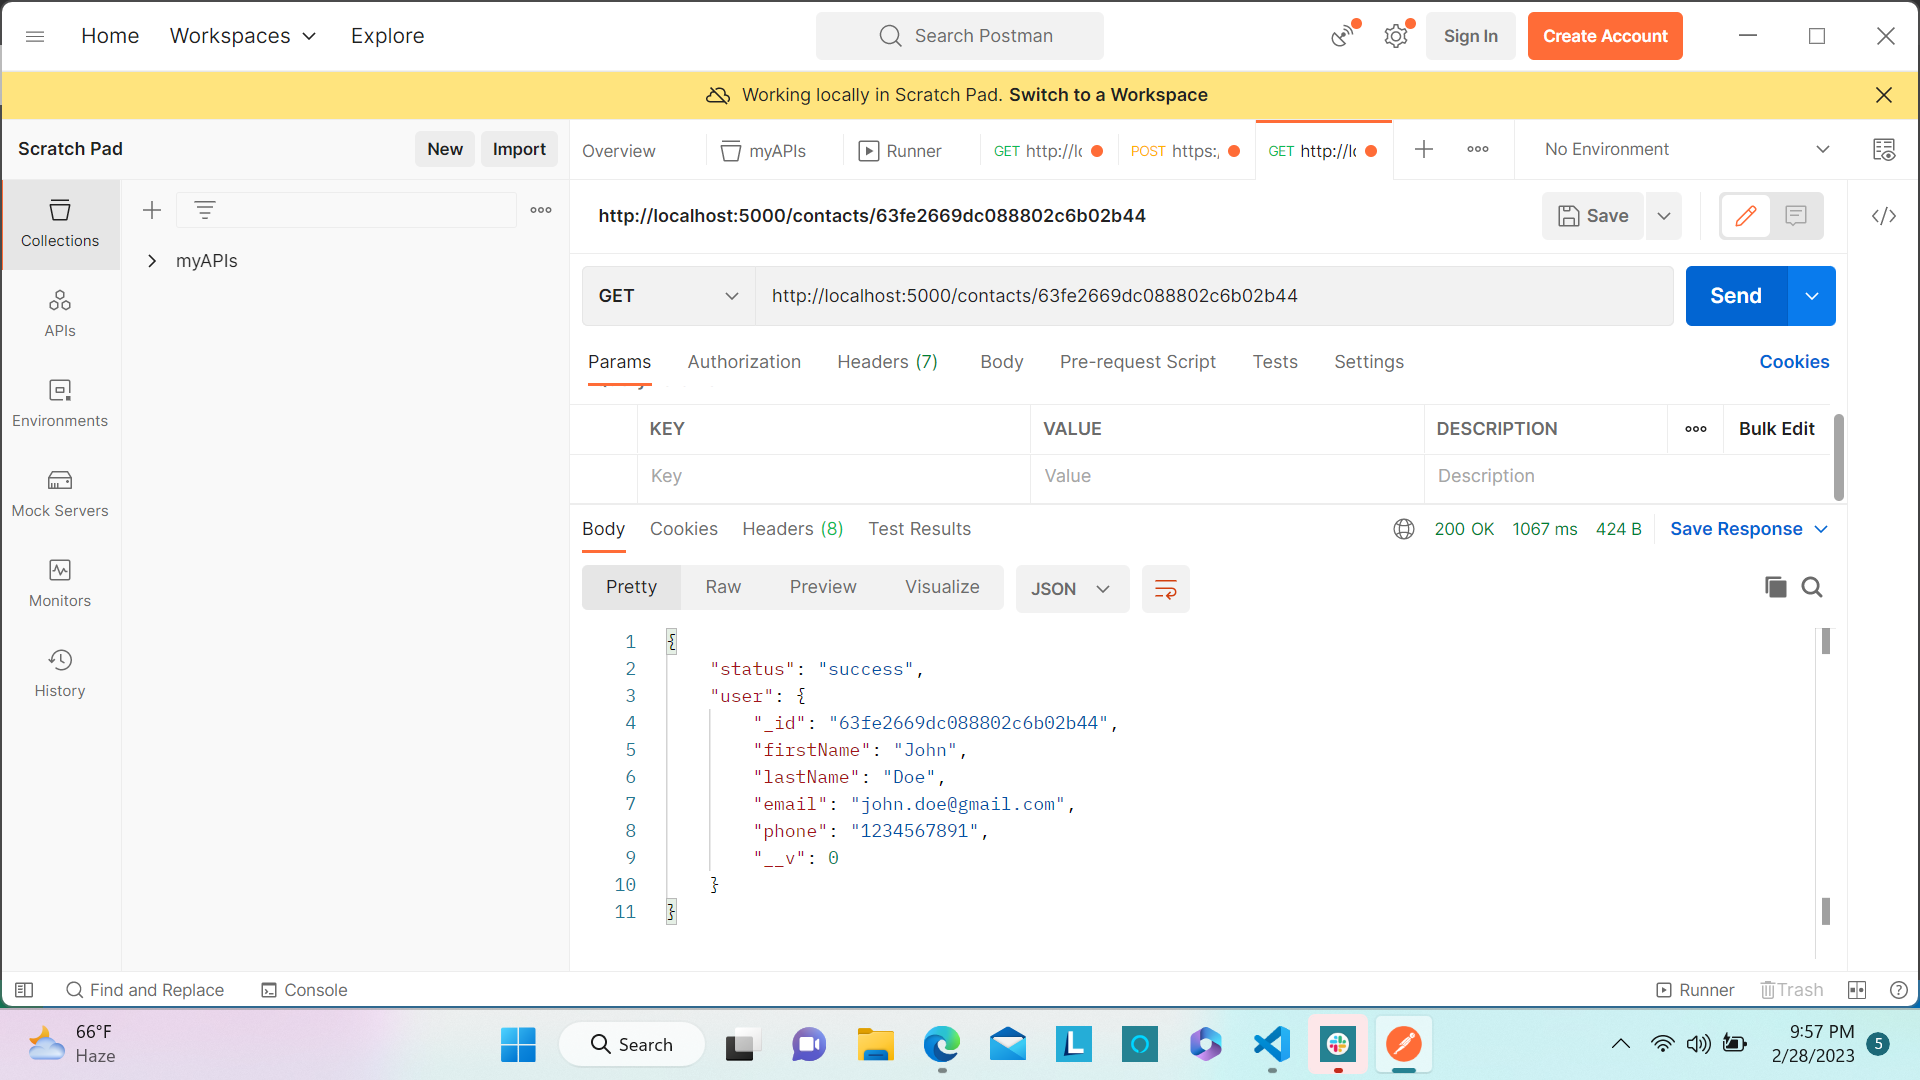 Home Workspaces Explore Search Postman Sign In Create Account
Working locally in Scratch Pad. Switch to a Workspace
Scratch Pad New Import Overview myAPIs Runner GET http://lo POST https:/ GET http://lo No Environment
http://localhost:5000/contacts/63fe2669dc088802c6b02b44 Save
Collections
myAPIs
GET http://localhost:5000/contacts/63fe2669dc088802c6b02b44 Send
APIs
Params Authorization Headers (7) Body Pre-request Script Tests Settings Cookies
Environments
KEY VALUE DESCRIPTION ooo Bulk Edit
Key Value Description
Mock Servers
Body Cookies Headers (8) Test Results 200 OK 1067 ms 424 B Save Response
Monitors
Pretty Raw Preview Visualize JSON
History
1 {
2 "status": "success",
3 "user": {
4 "_id": "63fe2669dc088802c6b02b44",
5 "firstName": "John",
6 "lastName": "Doe",
7 "email": "john.doe@gmail.com",
8 "phone": "1234567891",
9 "__v": 0
10 }
11 }
Find and Replace Console Runner Trash
66°F
Haze
Search
L
9:57 PM
2/28/2023
5